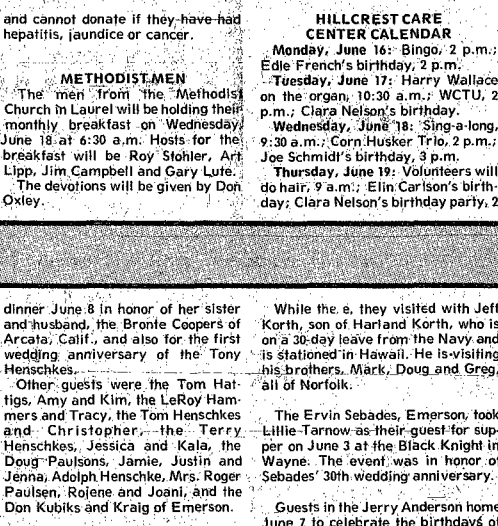 and cannot donate if they have had
hepatitis, jaundice or cancer.
METHODIST MEN
The men from the Methodist
Church in Laurel will be holding their
monthly breakfast on Wednesday,
June 18 at 6:30 a.m. Hosts for the
breakfast will be Roy Stohler, Art
Lipp, Jim Campbell and Gary Lute.
The devotions will be given by Don
Oxley.
HILLCREST CARE
CENTER CALENDAR
Monday, June 16: Bingo, 2 p.m.;
Edie French's birthday, 2 p.m.
Tuesday, June 17: Harry Wallace
on the organ, 10:30 a.m.; WCTU, 2
p.m.; Clara Nelson's birthday.
Wednesday, June 18: Sing-a-long,
9:30 a.m.; Corn Husker Trio, 2 p.m.;
Joe Schmidt's birthday, 3 p.m.
Thursday, June 19: Volunteers will
do hair, 9 a.m.; Elin Carlson's birth-
day; Clara Nelson's birthday party, 2
dinner June 8 in honor of her sister
and husband, the Bronte Coopers of
Arcata, Calif., and also for the first
wedding anniversary of the Tony
Henschkes.
Other guests were the Tom Hat-
tigs, Amy and Kim, the LeRoy Ham-
mers and Tracy, the Tom Henschkes
and Christopher, the Terry
Henschkes, Jessica and Kala, the
Doug Paulsons, Jamie, Justin and
Jenna, Adolph Henschke, Mrs. Roger
Paulsen, Rojene and Joani, and the
Don Kubiks and Kraig of Emerson.
While the e, they visited with Jeff
Korth, son of Harland Korth, who is
on a 30-day leave from the Navy and
is stationed in Hawaii. He is visiting
his brothers, Mark, Doug and Greg,
all of Norfolk.
The Ervin Sebades, Emerson, took
Lillie Tarnow as their guest for sup-
per on June 3 at the Black Knight in
Wayne. The event was in honor of
Sebades' 30th wedding anniversary.
Guests in the Jerry Anderson home
June 7 to celebrate the birthdays of